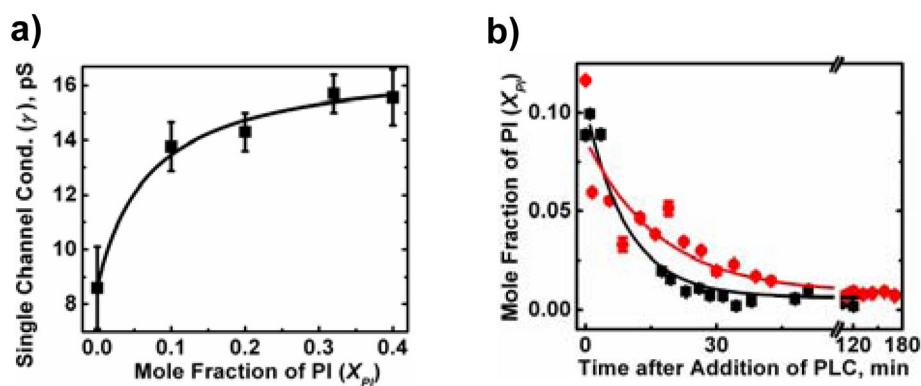 a)
Single Channel Cond. (γ), pS
16
14
12
10
8
0.0 0.1 0.2 0.3 0.4
Mole Fraction of PI (X_PI)
b)
Mole Fraction of PI (X_PI)
0.10
0.05
0.00
0 30 120 180
Time after Addition of PLC, min